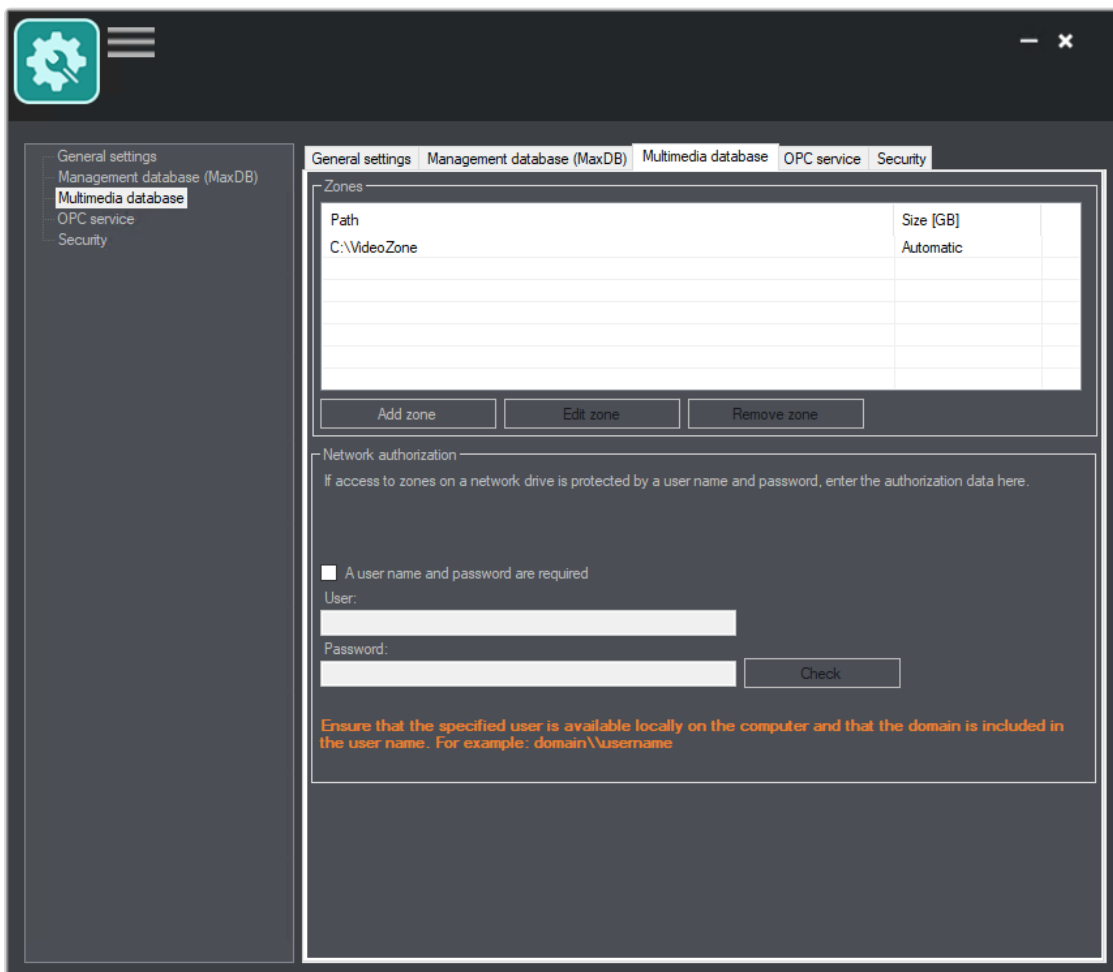 General settings
Management database (MaxDB)
Multimedia database
OPC service
Security
General settings Management database (MaxDB) Multimedia database OPC service Security
Zones
Path Size [GB]
C:\VideoZone Automatic
Add zone Edit zone Remove zone
Network authorization
If access to zones on a network drive is protected by a user name and password, enter the authorization data here.
A user name and password are required
User:
Password:
Check
Ensure that the specified user is available locally on the computer and that the domain is included in
the user name. For example: domain\\username